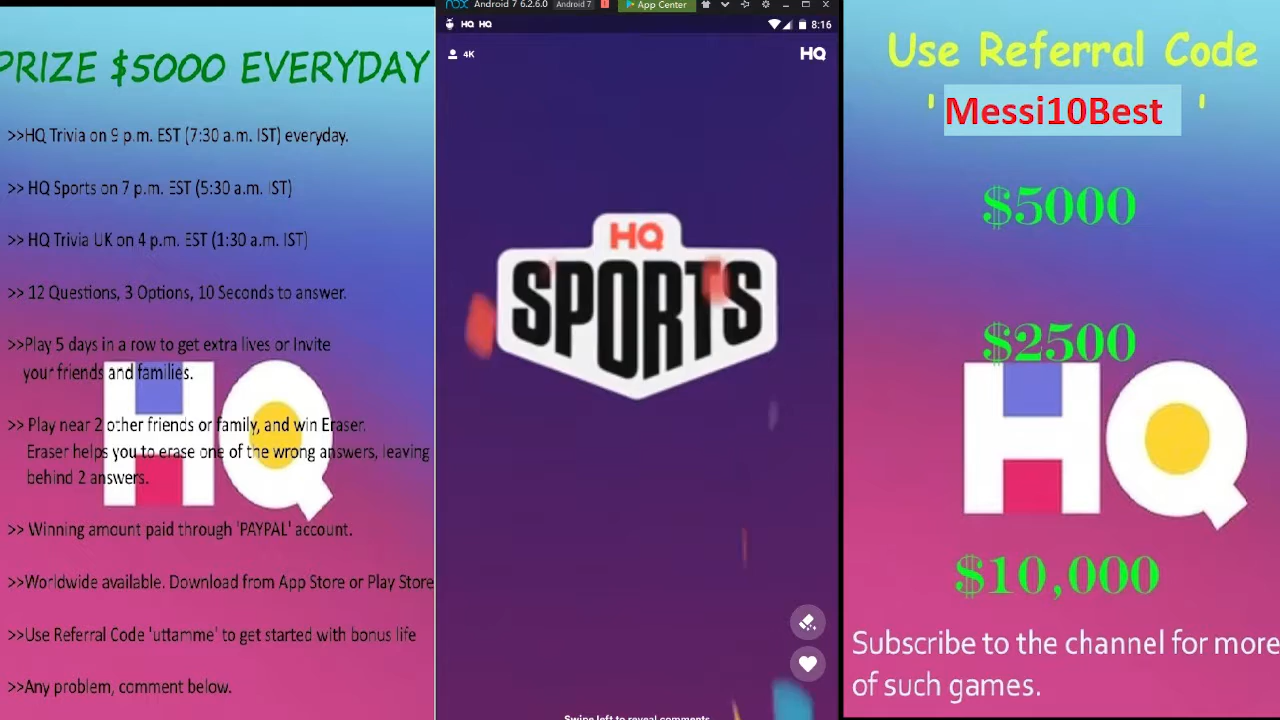 PRIZE $5000 EVERYDAY
>>HQ Trivia on 9 p.m. EST (7:30 a.m. IST) everyday.
>> HQ Sports on 7 p.m. EST (5:30 a.m. IST)
>> HQ Trivia UK on 4 p.m. EST (1:30 a.m. IST)
>> 12 Questions, 3 Options, 10 Seconds to answer.
>>Play 5 days in a row to get extra lives or Invite
your friends and families.
>> Play near 2 other friends or family, and win Eraser.
Eraser helps you to erase one of the wrong answers, leaving
behind 2 answers.
HQ
>> Winning amount paid through 'PAYPAL' account.
>>Worldwide available. Download from App Store or Play Store
>>Use Referral Code 'uttamme' to get started with bonus life
>>Any problem, comment below.
nox Android 7 6.2.6.0 Android 7 App Center
HQ HQ 8:16
4K HQ
HQ
SPORTS
Swipe left to reveal comments
Use Referral Code
' Messi10Best '
$5000
$2500
HQ
$10,000
Subscribe to the channel for more
of such games.